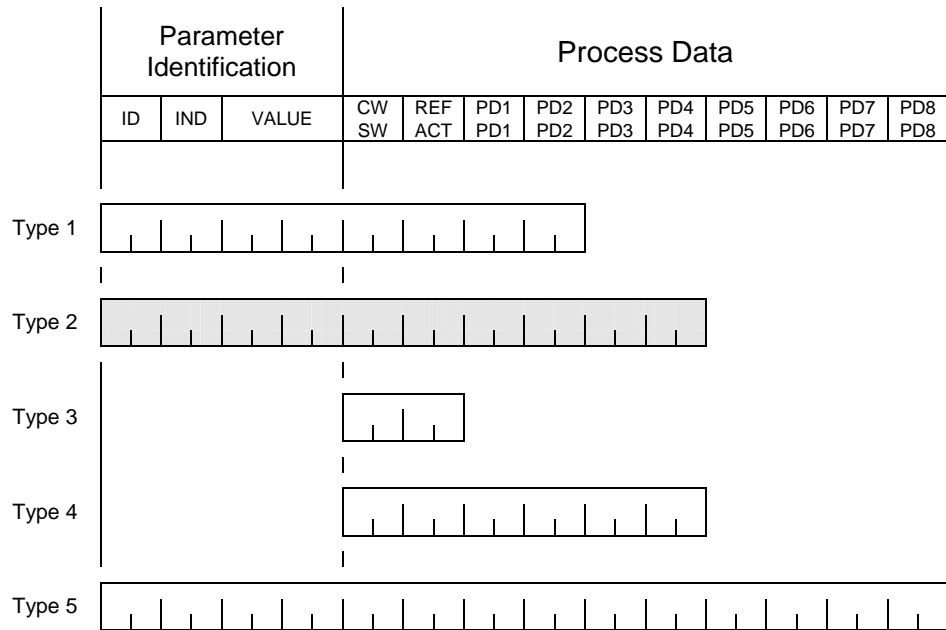 Parameter
Identification
Process Data
ID IND VALUE CW REF PD1 PD2 PD3 PD4 PD5 PD6 PD7 PD8
SW ACT PD1 PD2 PD3 PD4 PD5 PD6 PD7 PD8
Type 1
Type 2
Type 3
Type 4
Type 5